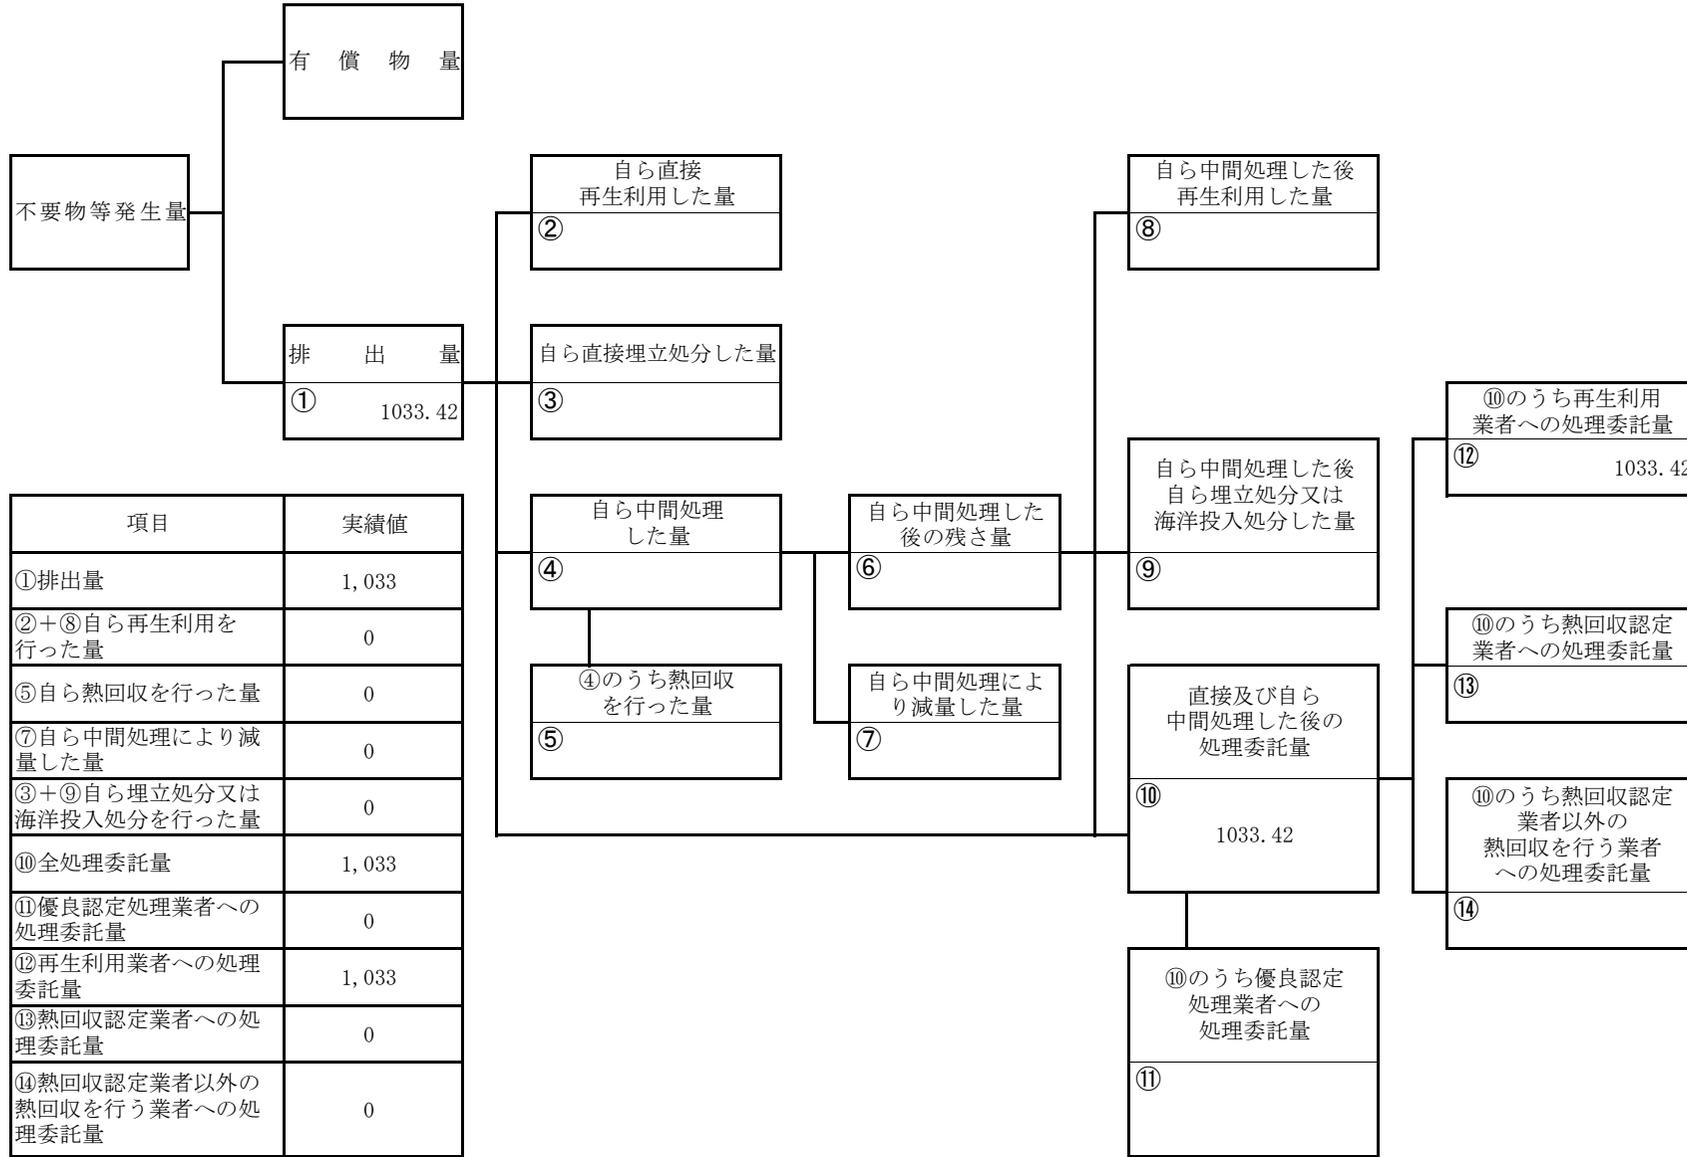 有償物量
不要物等発生量
排出量
①
1033.42
自ら直接
再生利用した量
②
自ら直接埋立処分した量
③
自ら中間処理
した量
④
④のうち熱回収
を行った量
⑤
自ら中間処理した
後の残さ量
⑥
自ら中間処理によ
り減量した量
⑦
自ら中間処理した後
再生利用した量
⑧
自ら中間処理した後
自ら埋立処分又は
海洋投入処分した量
⑨
直接及び自ら
中間処理した後の
処理委託量
⑩
1033.42
⑩のうち優良認定
処理業者への
処理委託量
⑪
⑩のうち再生利用
業者への処理委託量
⑫
1033.42
⑩のうち熱回収認定
業者への処理委託量
⑬
⑩のうち熱回収認定
業者以外の
熱回収を行う業者
への処理委託量
⑭
項目 実績値
①排出量 1,033
②＋⑧自ら再生利用を
行った量 0
⑤自ら熱回収を行った量 0
⑦自ら中間処理により減
量した量 0
③＋⑨自ら埋立処分又は
海洋投入処分を行った量 0
⑩全処理委託量 1,033
⑪優良認定処理業者への
処理委託量 0
⑫再生利用業者への処理
委託量 1,033
⑬熱回収認定業者への処
理委託量 0
⑭熱回収認定業者以外の
熱回収を行う業者への処
理委託量 0